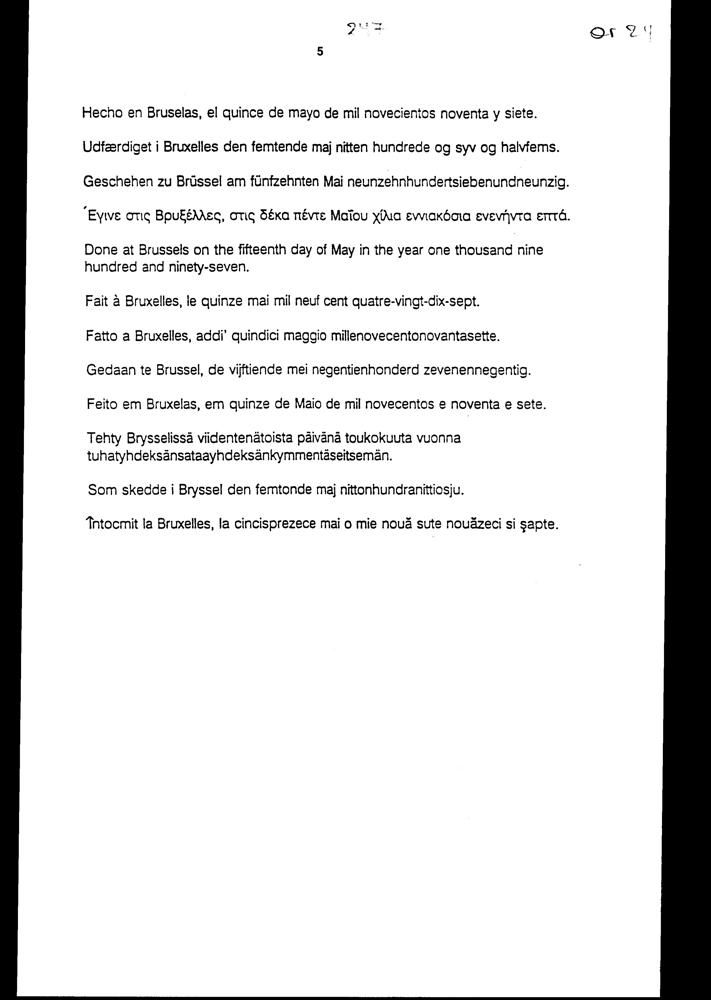 247
Or 24
5
Hecho en Bruselas, el quince de mayo de mil novecientos noventa y siete.
Udfærdiget i Bruxelles den femtende maj nitten hundrede og syv og halvfems.
Geschehen zu Brüssel am fünfzehnten Mai neunzehnhundertsiebenundneunzig.
Έγινε στις Βρυξέλλες, στις δέκα πέντε Μαΐου χίλια εννιακόσια ενενήντα επτά.
Done at Brussels on the fifteenth day of May in the year one thousand nine
hundred and ninety-seven.
Fait à Bruxelles, le quinze mai mil neuf cent quatre-vingt-dix-sept.
Fatto a Bruxelles, addi' quindici maggio millenovecentonovantasette.
Gedaan te Brussel, de vijftiende mei negentienhonderd zevenennegentig.
Feito em Bruxelas, em quinze de Maio de mil novecentos e noventa e sete.
Tehty Brysselissä viidentenätoista päivänä toukokuuta vuonna
tuhatyhdeksänsataayhdeksänkymmentäseitsemän.
Som skedde i Bryssel den femtonde maj nittonhundranittiosju.
Întocmit la Bruxelles, la cincisprezece mai o mie nouă sute nouăzeci si şapte.